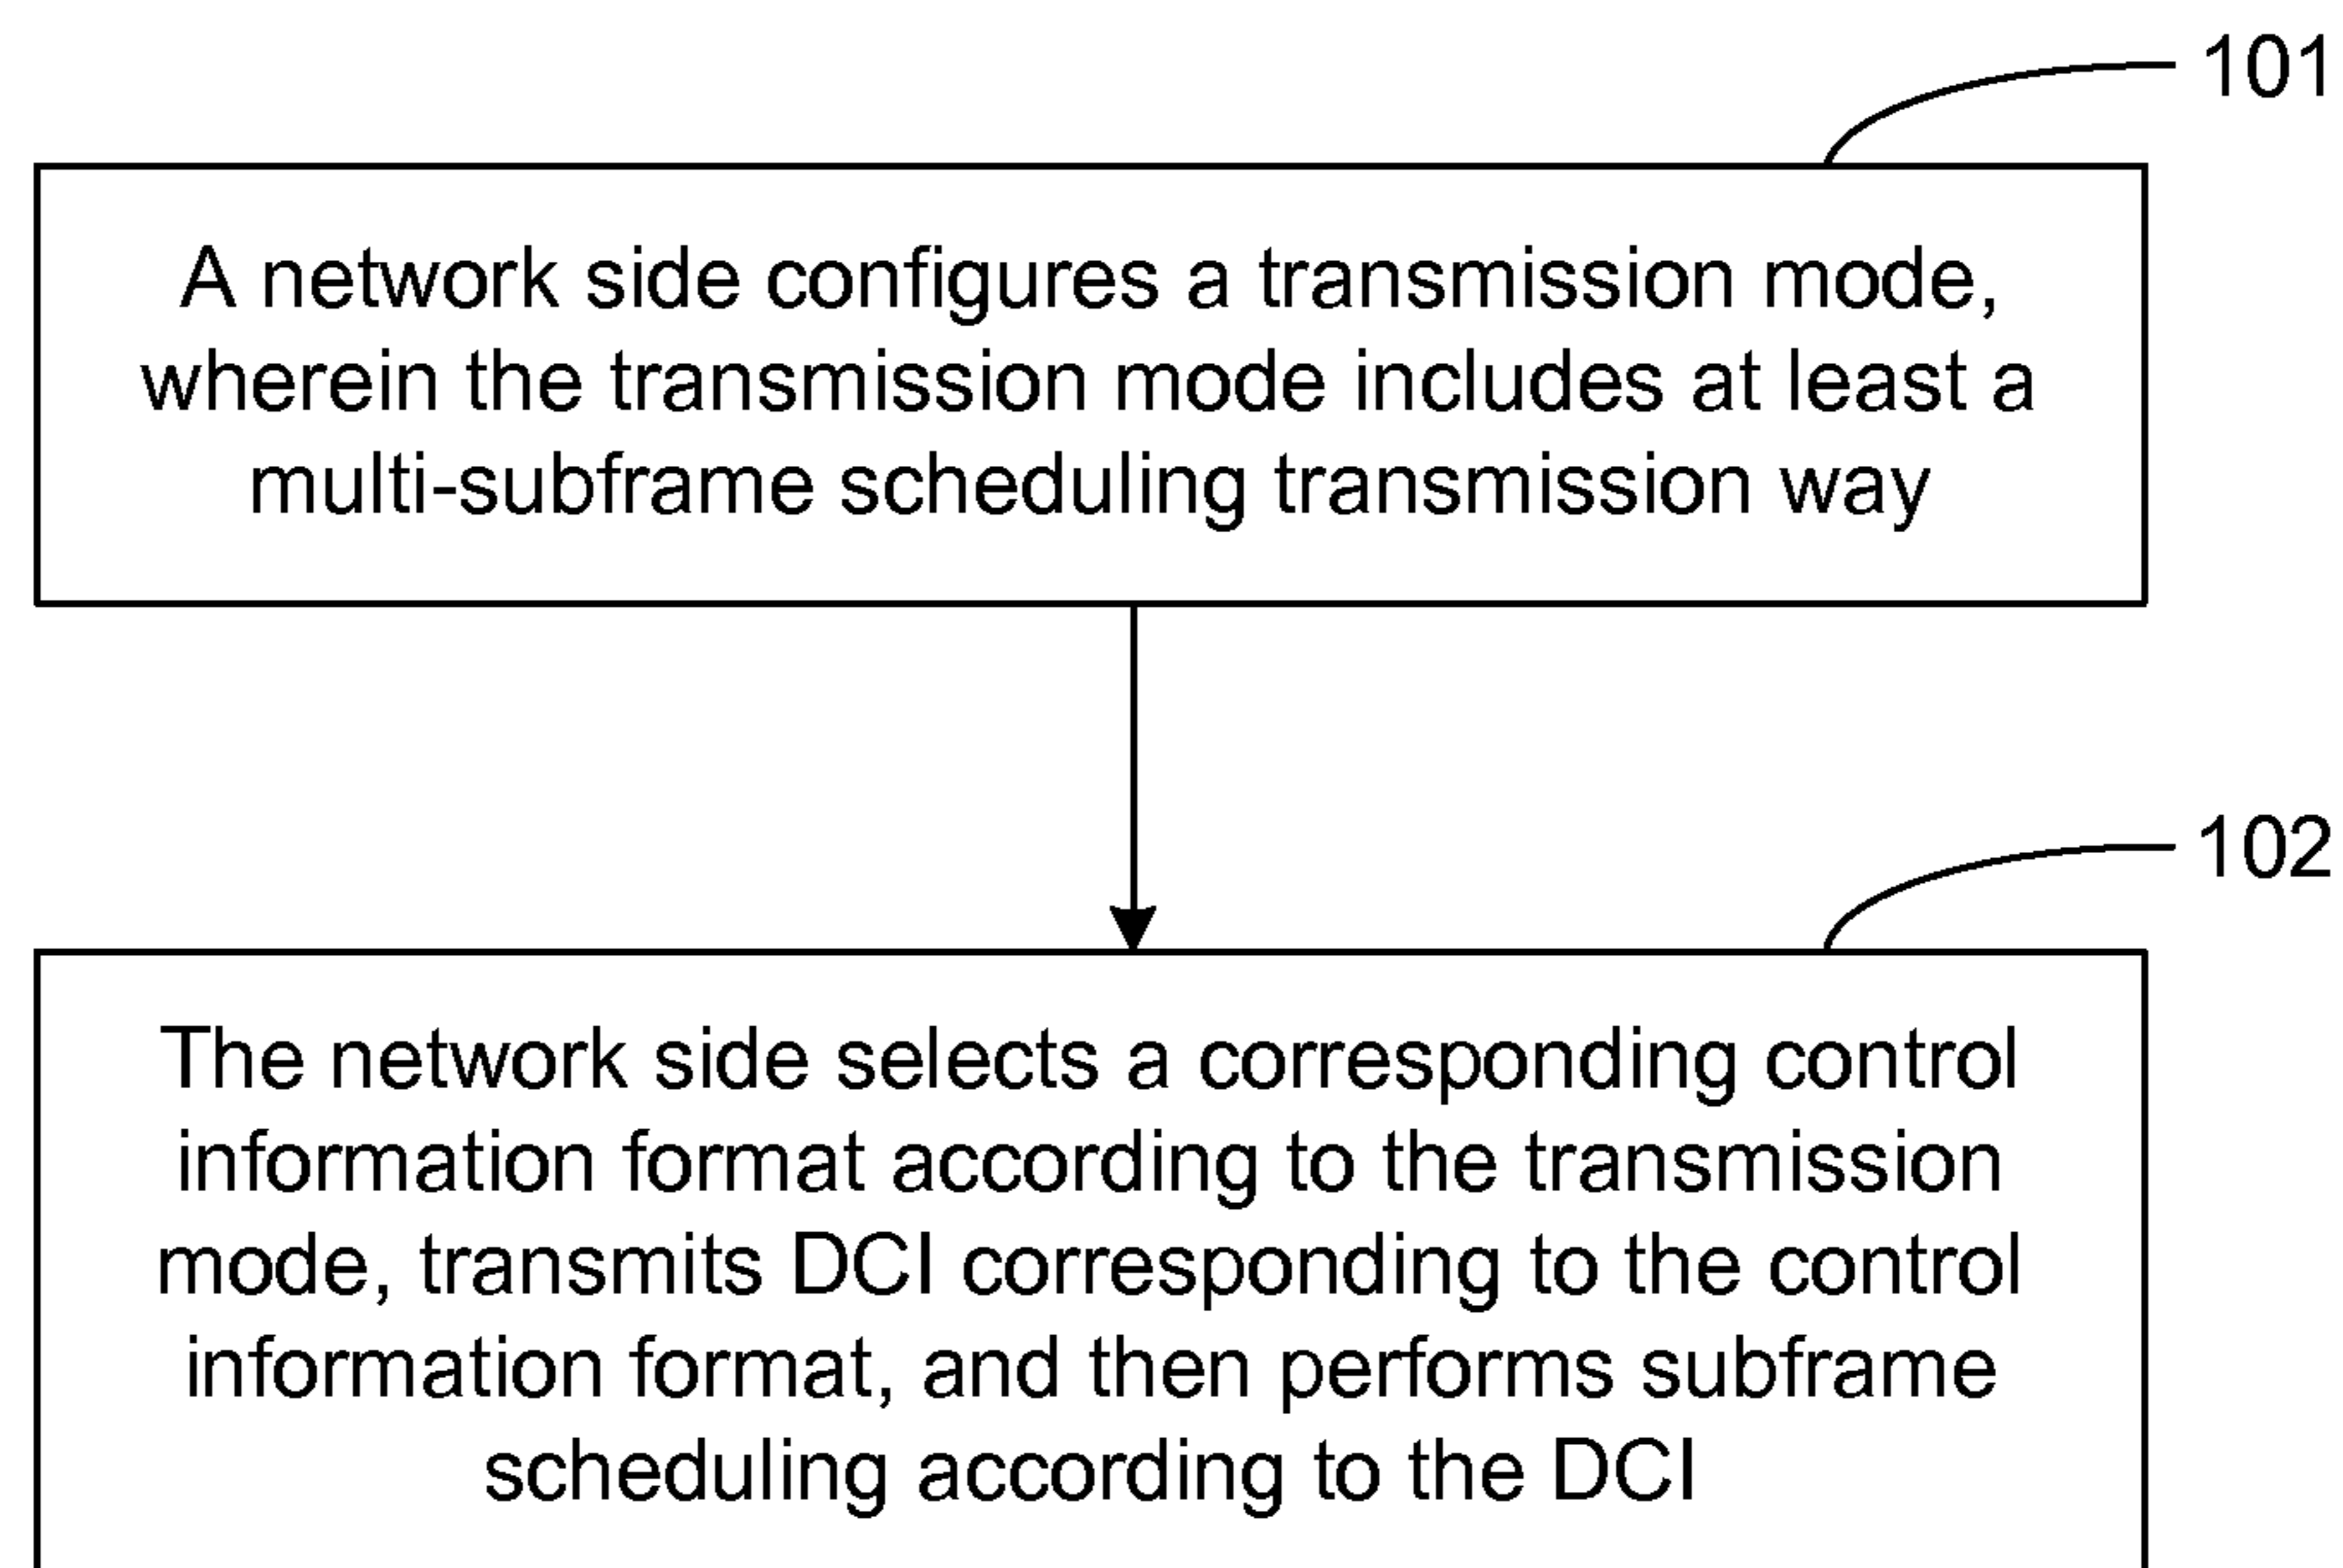 101
A network side configures a transmission mode,
wherein the transmission mode includes at least a
multi-subframe scheduling transmission way
102
The network side selects a corresponding control
information format according to the transmission
mode, transmits DCI corresponding to the control
information format, and then performs subframe
scheduling according to the DCI